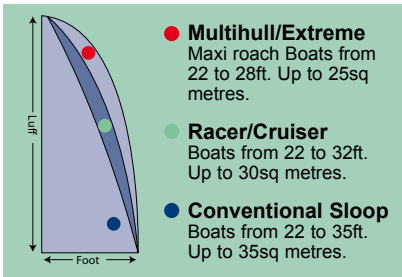 Luff
Foot
Multihull/Extreme
Maxi roach Boats from
22 to 28ft. Up to 25sq
metres.
Racer/Cruiser
Boats from 22 to 32ft.
Up to 30sq metres.
Conventional Sloop
Boats from 22 to 35ft.
Up to 35sq metres.